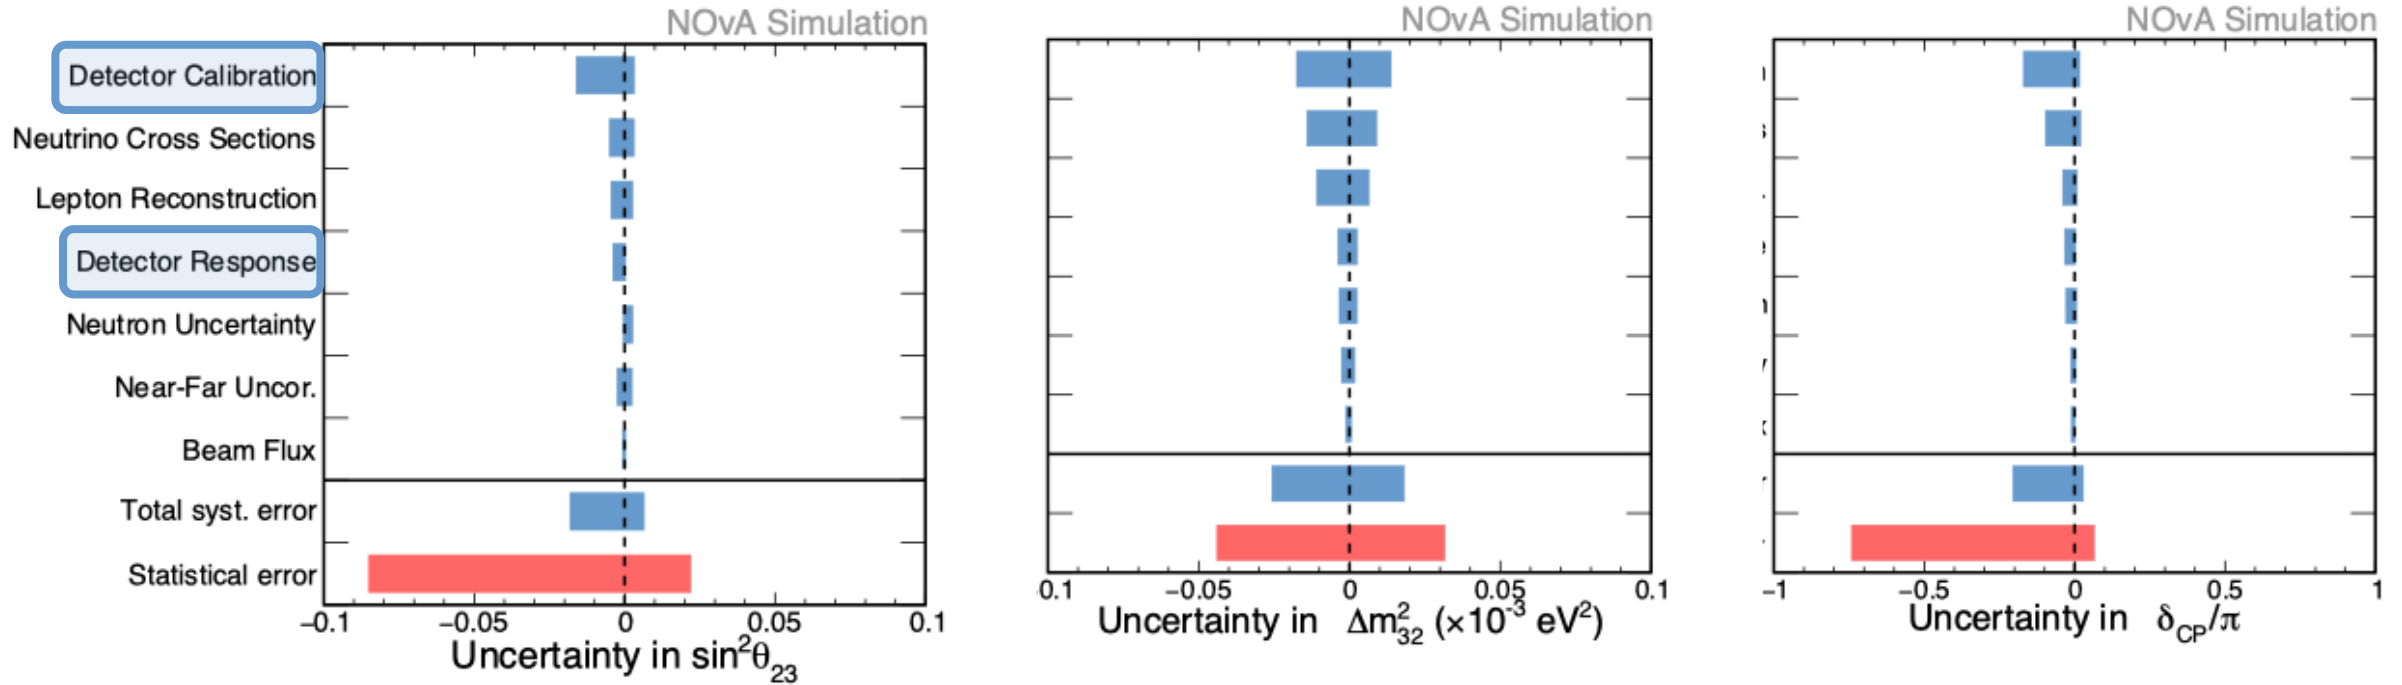 NOvA Simulation
Detector Calibration
Neutrino Cross Sections
Lepton Reconstruction
Detector Response
Neutron Uncertainty
Near-Far Uncor.
Beam Flux
Total syst. error
Statistical error
−0.1 −0.05 0 0.05 0.1
Uncertainty in sin²θ₂₃
NOvA Simulation
0.1 −0.05 0 0.05 0.1
Uncertainty in Δm²₃₂ (×10⁻³ eV²)
NOvA Simulation
−1 −0.5 0 0.5 1
Uncertainty in δCP/π